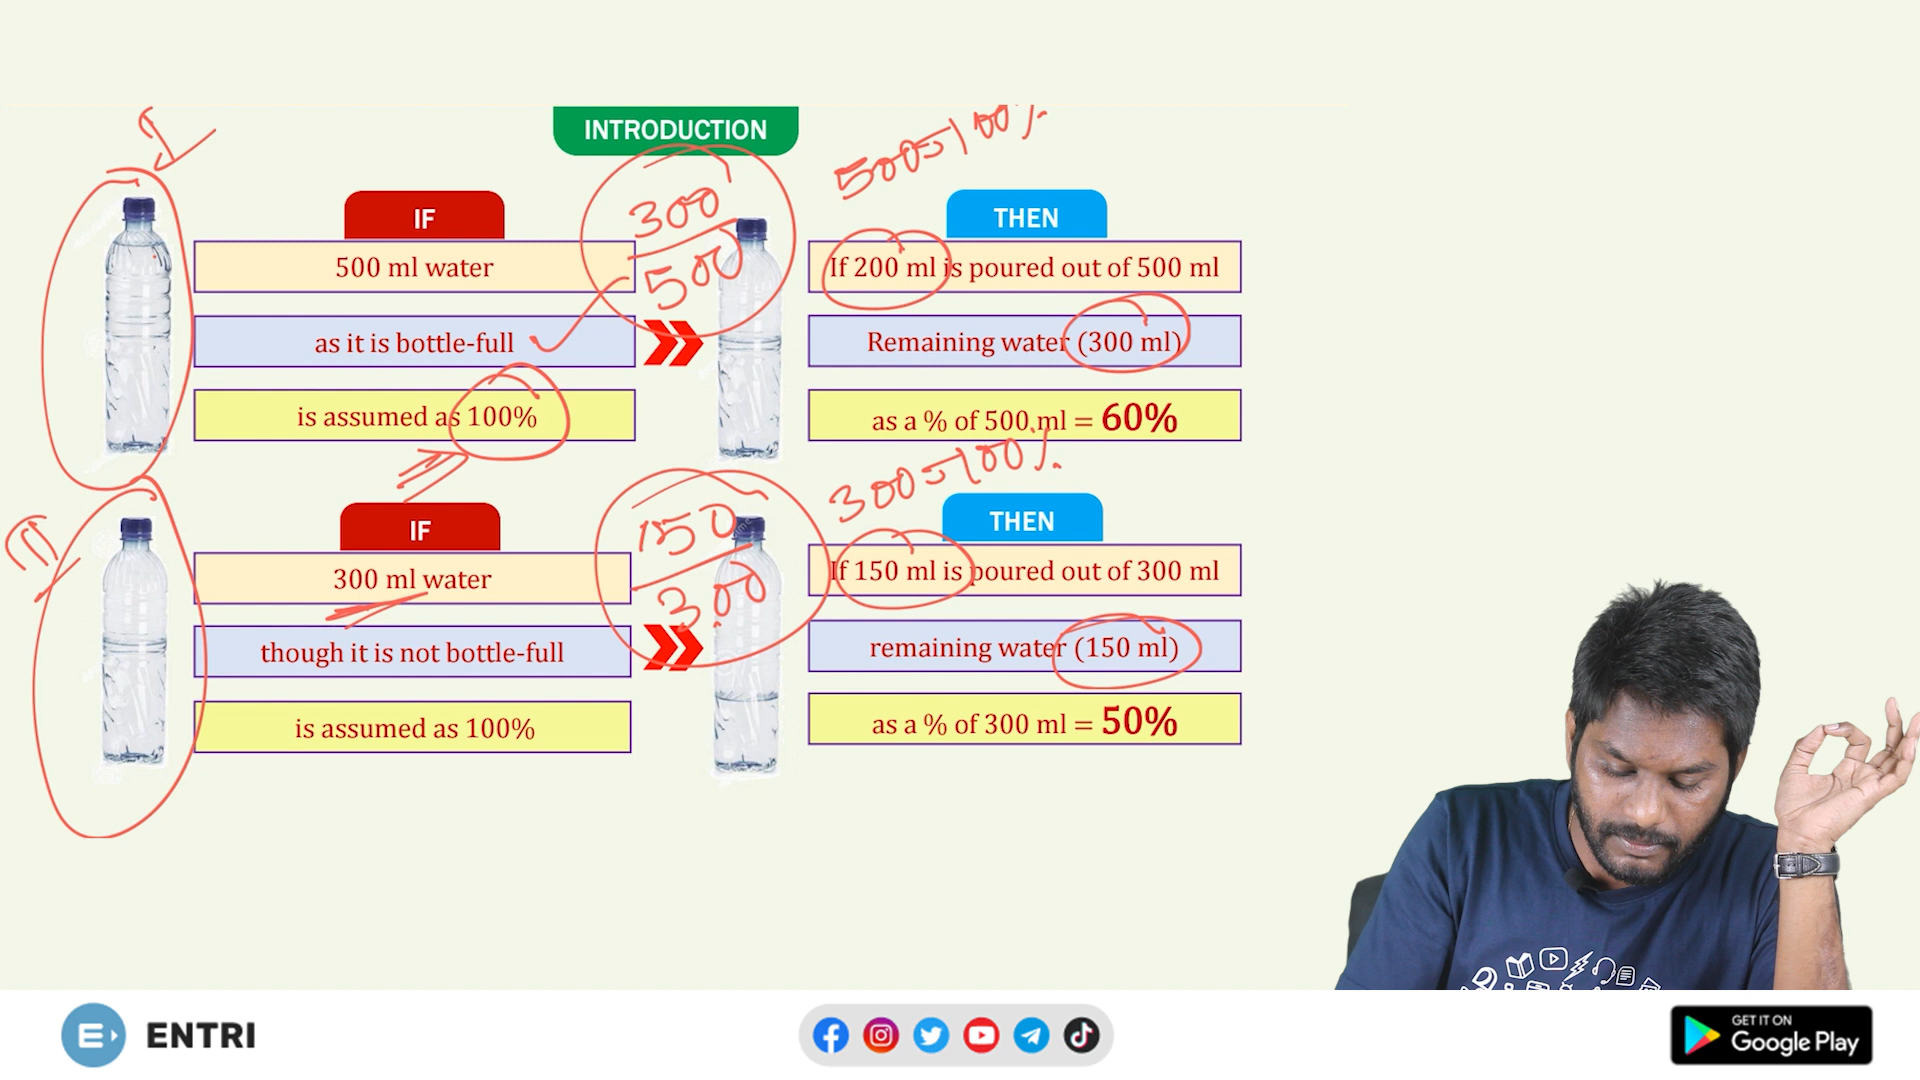 INTRODUCTION
500 = 100%
I
300
500
IF
500 ml water
as it is bottle-full
is assumed as 100%
THEN
If 200 ml is poured out of 500 ml
Remaining water (300 ml)
as a % of 500 ml = 60%
300 = 100%
II
150
300
IF
300 ml water
though it is not bottle-full
is assumed as 100%
THEN
If 150 ml is poured out of 300 ml
remaining water (150 ml)
as a % of 300 ml = 50%
E ENTRI
GET IT ON
Google Play